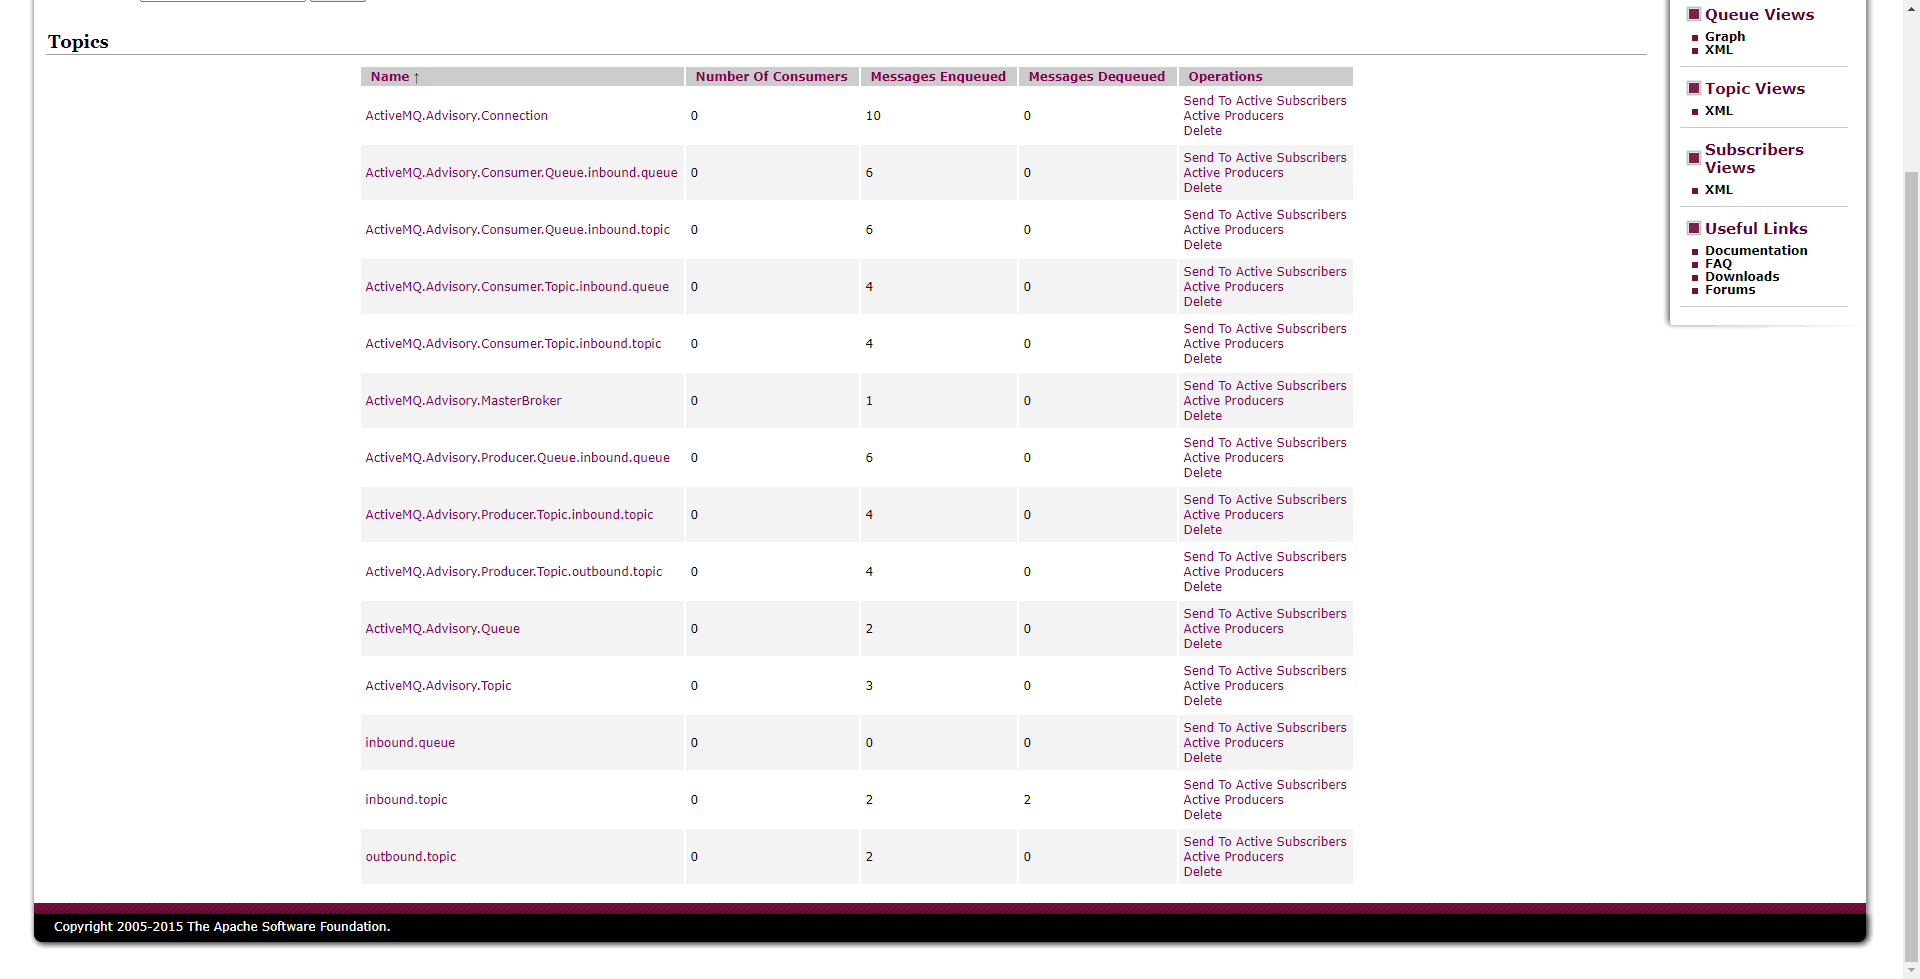 Topics
Name ↑ Number Of Consumers Messages Enqueued Messages Dequeued Operations
ActiveMQ.Advisory.Connection 0 10 0 Send To Active Subscribers
Active Producers
Delete
ActiveMQ.Advisory.Consumer.Queue.inbound.queue 0 6 0 Send To Active Subscribers
Active Producers
Delete
ActiveMQ.Advisory.Consumer.Queue.inbound.topic 0 6 0 Send To Active Subscribers
Active Producers
Delete
ActiveMQ.Advisory.Consumer.Topic.inbound.queue 0 4 0 Send To Active Subscribers
Active Producers
Delete
ActiveMQ.Advisory.Consumer.Topic.inbound.topic 0 4 0 Send To Active Subscribers
Active Producers
Delete
ActiveMQ.Advisory.MasterBroker 0 1 0 Send To Active Subscribers
Active Producers
Delete
ActiveMQ.Advisory.Producer.Queue.inbound.queue 0 6 0 Send To Active Subscribers
Active Producers
Delete
ActiveMQ.Advisory.Producer.Topic.inbound.topic 0 4 0 Send To Active Subscribers
Active Producers
Delete
ActiveMQ.Advisory.Producer.Topic.outbound.topic 0 4 0 Send To Active Subscribers
Active Producers
Delete
ActiveMQ.Advisory.Queue 0 2 0 Send To Active Subscribers
Active Producers
Delete
ActiveMQ.Advisory.Topic 0 3 0 Send To Active Subscribers
Active Producers
Delete
inbound.queue 0 0 0 Send To Active Subscribers
Active Producers
Delete
inbound.topic 0 2 2 Send To Active Subscribers
Active Producers
Delete
outbound.topic 0 2 0 Send To Active Subscribers
Active Producers
Delete
Queue Views
Graph
XML
Topic Views
XML
Subscribers
Views
XML
Useful Links
Documentation
FAQ
Downloads
Forums
Copyright 2005-2015 The Apache Software Foundation.